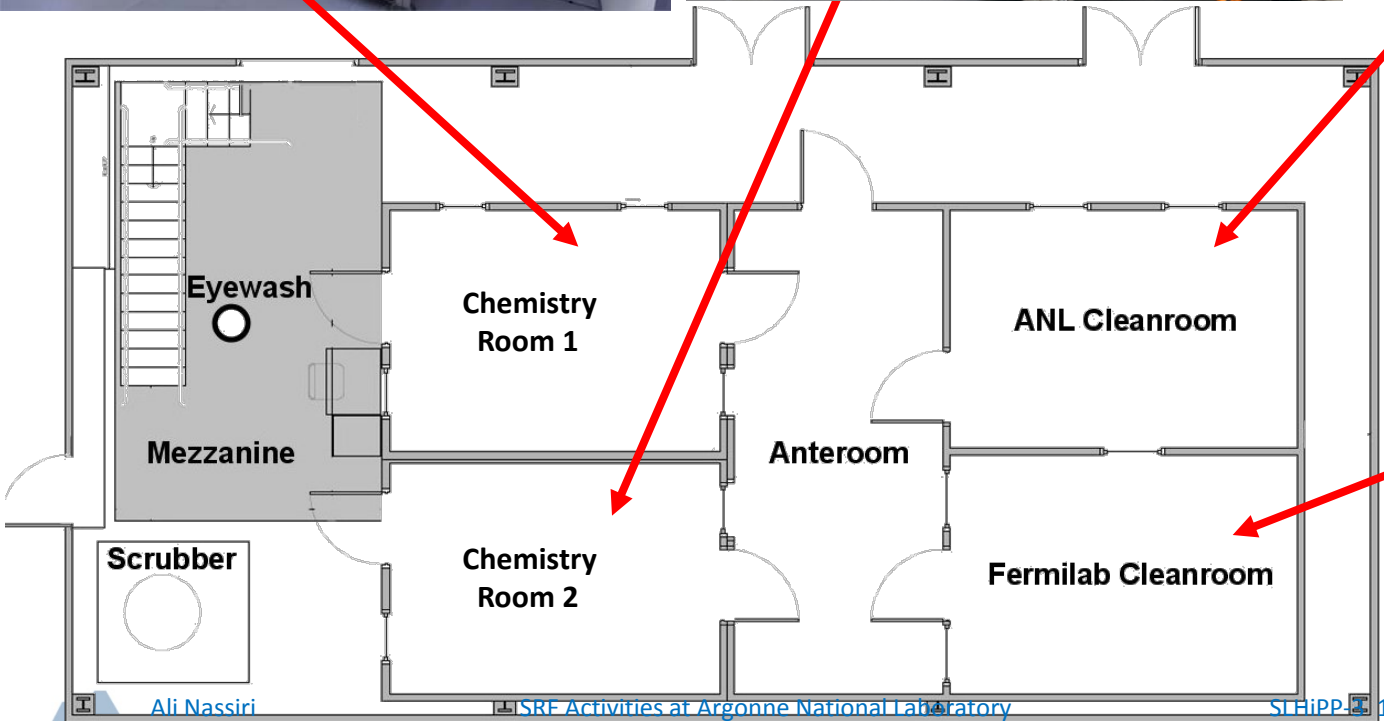 Eyewash
Chemistry
Room 1
ANL Cleanroom
Mezzanine
Anteroom
Scrubber
Chemistry
Room 2
Fermilab Cleanroom
Ali Nassiri
SRF Activities at Argonne National Laboratory